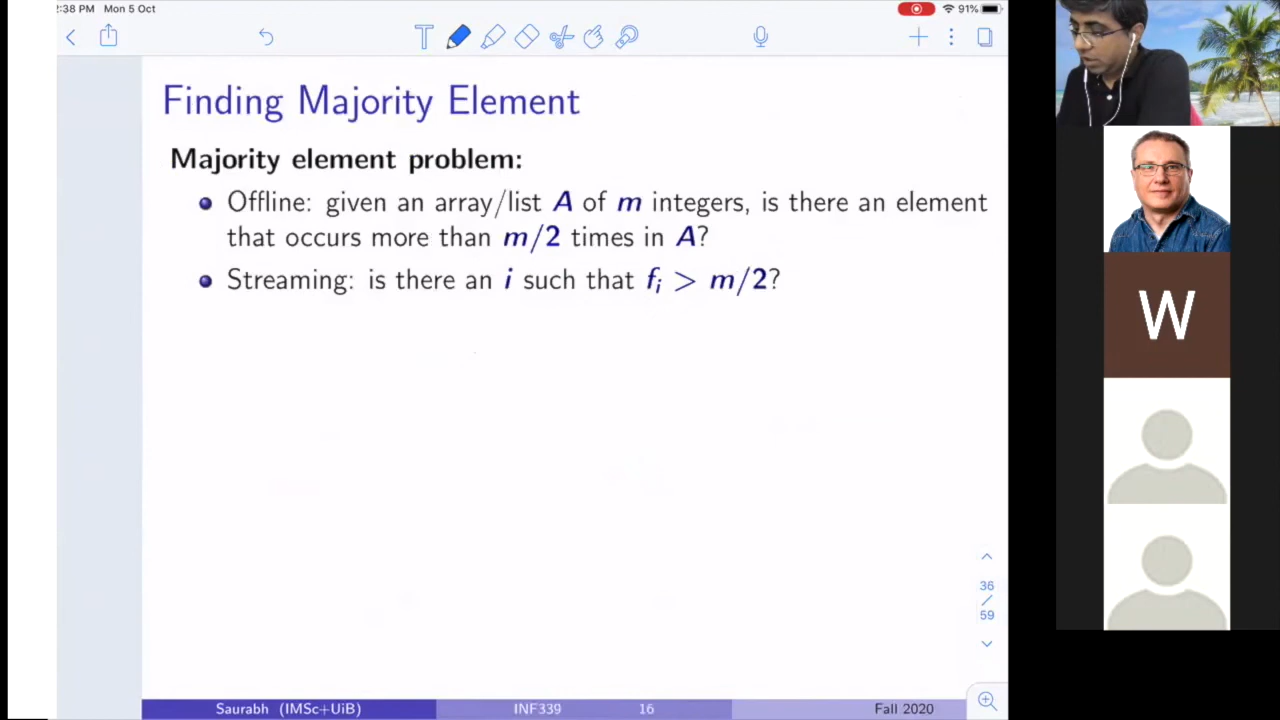 :38 PM Mon 5 Oct
91%
Finding Majority Element
Majority element problem:
Offline: given an array/list A of m integers, is there an element
that occurs more than m/2 times in A?
Streaming: is there an i such that fᵢ > m/2?
W
36
/
59
Saurabh (IMSc+UiB) INF339 16 Fall 2020